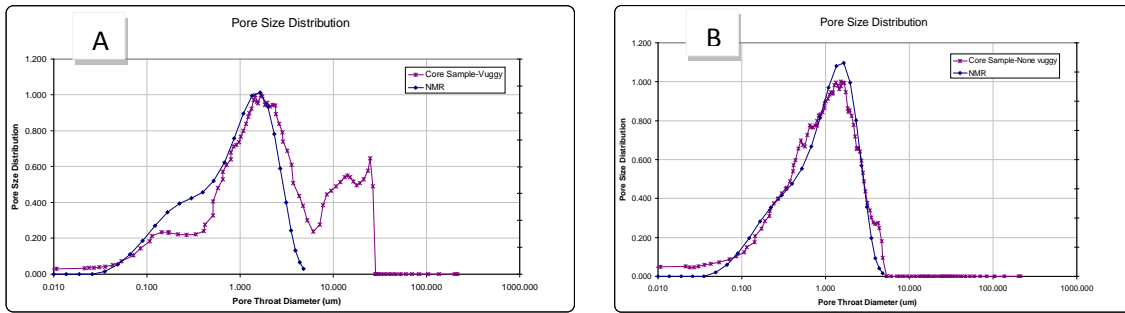 Pore Size Distribution
A
1.200
1.000
0.800
0.600
0.400
0.200
0.000
Pore Size Distribution
Core Sample-Vuggy
NMR
0.010 0.100 1.000 10.000 100.000 1000.000
Pore Throat Diameter (um)
Pore Size Distribution
B
1.200
1.000
0.800
0.600
0.400
0.200
0.000
Pore Size Distribution
Core Sample-None vuggy
NMR
0.010 0.100 1.000 10.000 100.000 1000.000
Pore Throat Diameter (um)